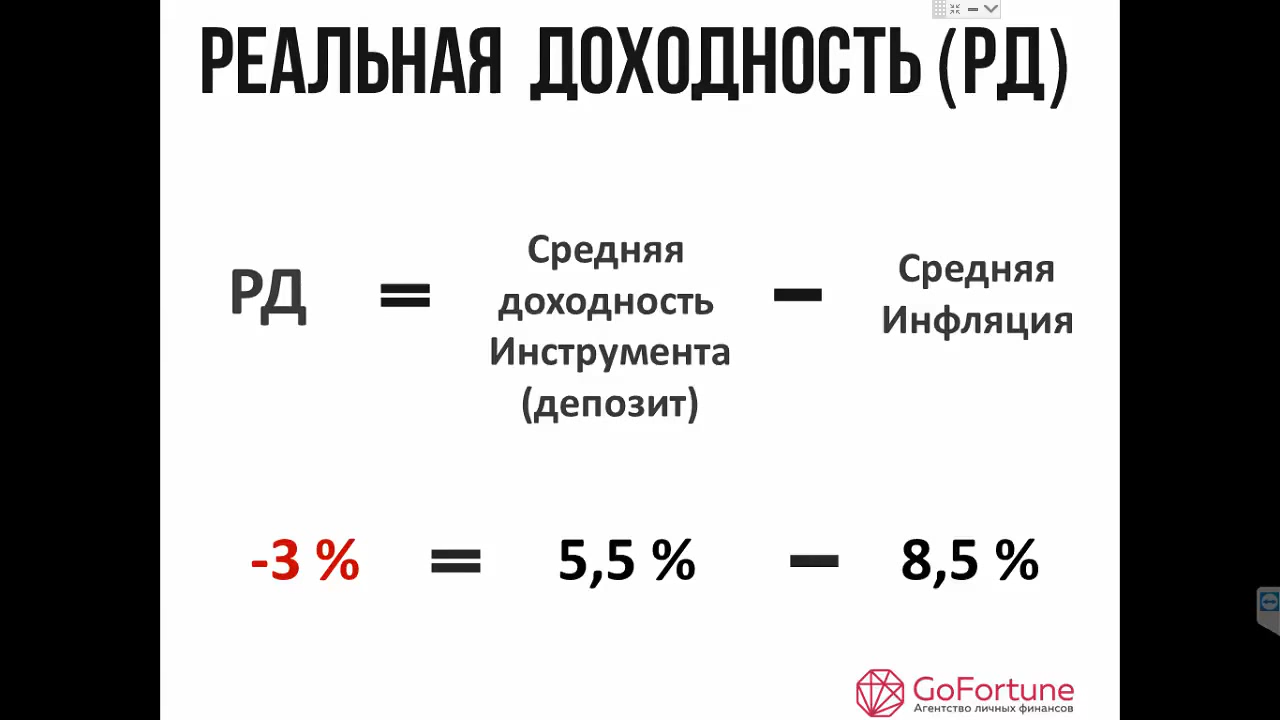 РЕАЛЬНАЯ ДОХОДНОСТЬ (РД)
РД = Средняя доходность Инструмента (депозит) − Средняя Инфляция
-3 % = 5,5 % − 8,5 %
GoFortune
Агентство личных финансов